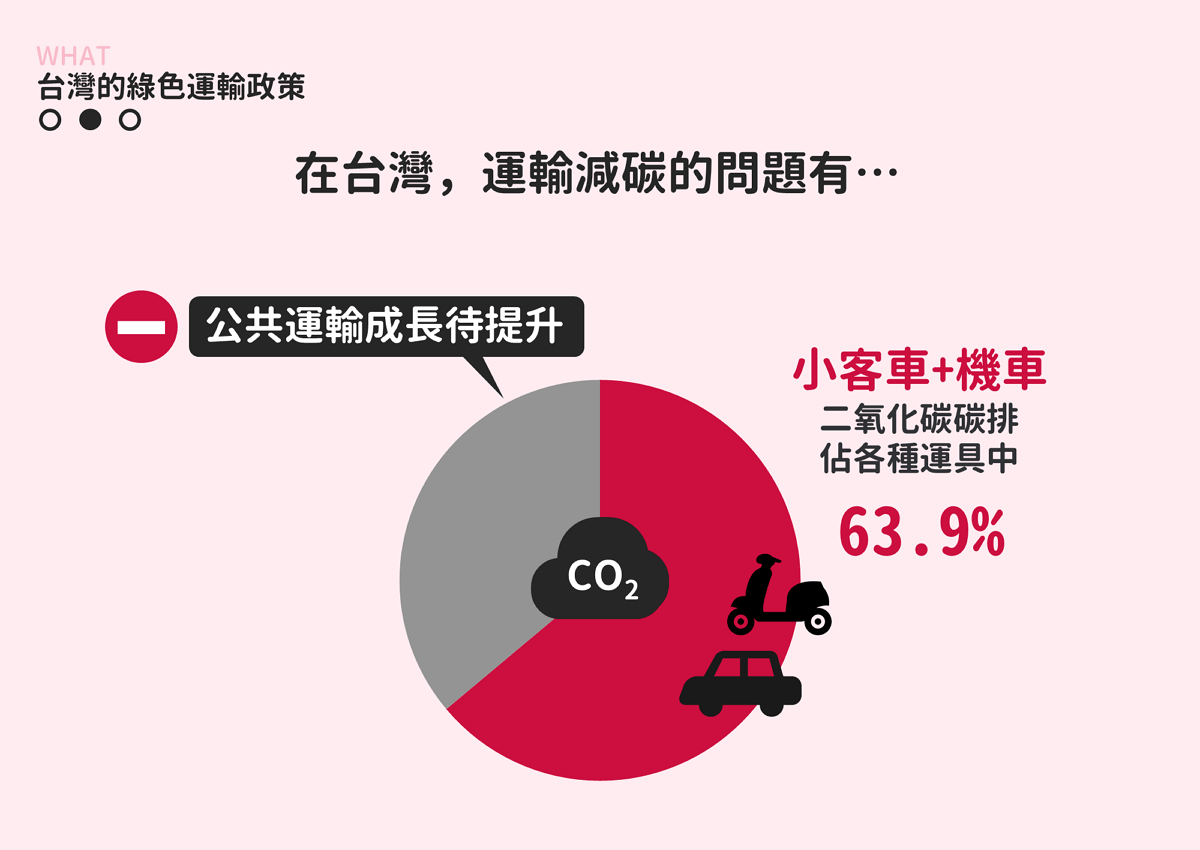 WHAT
台灣的綠色運輸政策
在台灣，運輸減碳的問題有…
公共運輸成長待提升
小客車+機車
二氧化碳碳排
佔各種運具中
63.9%
CO₂